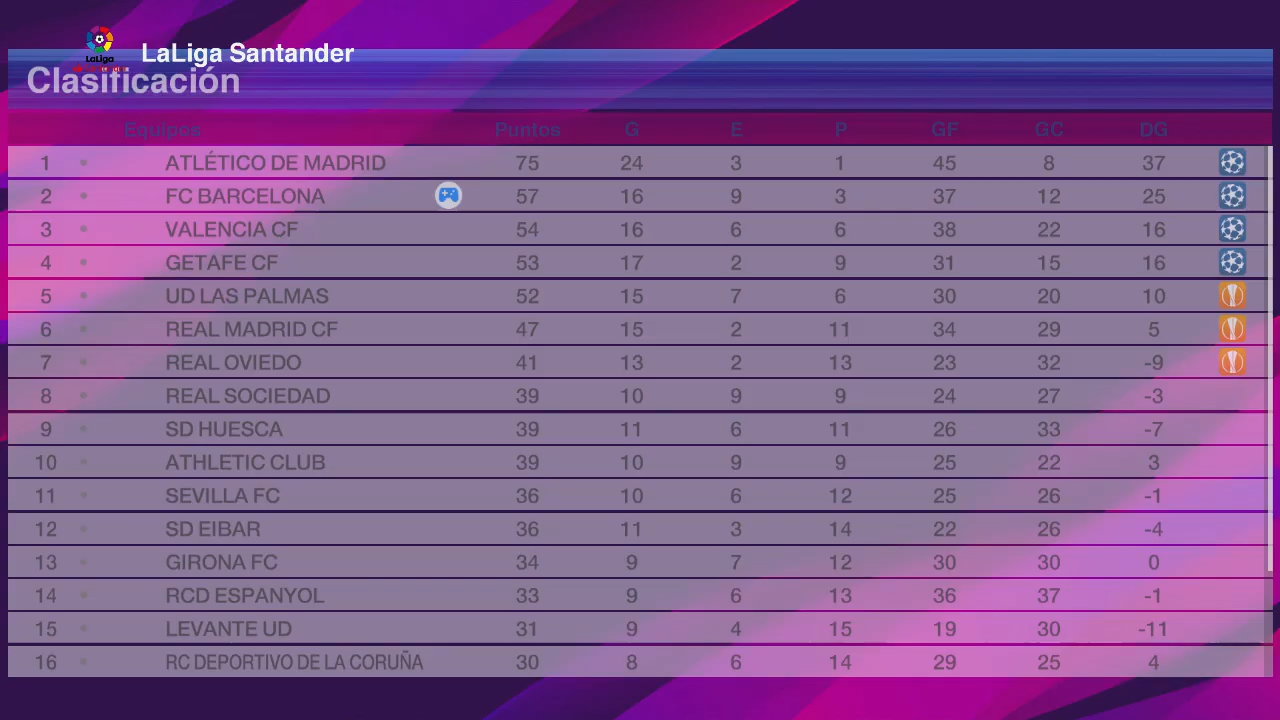 LaLiga
LaLiga Santander
Clasificación
Equipos Puntos G E P GF GC DG
1 ATLÉTICO DE MADRID 75 24 3 1 45 8 37
2 FC BARCELONA 57 16 9 3 37 12 25
3 VALENCIA CF 54 16 6 6 38 22 16
4 GETAFE CF 53 17 2 9 31 15 16
5 UD LAS PALMAS 52 15 7 6 30 20 10
6 REAL MADRID CF 47 15 2 11 34 29 5
7 REAL OVIEDO 41 13 2 13 23 32 -9
8 REAL SOCIEDAD 39 10 9 9 24 27 -3
9 SD HUESCA 39 11 6 11 26 33 -7
10 ATHLETIC CLUB 39 10 9 9 25 22 3
11 SEVILLA FC 36 10 6 12 25 26 -1
12 SD EIBAR 36 11 3 14 22 26 -4
13 GIRONA FC 34 9 7 12 30 30 0
14 RCD ESPANYOL 33 9 6 13 36 37 -1
15 LEVANTE UD 31 9 4 15 19 30 -11
16 RC DEPORTIVO DE LA CORUÑA 30 8 6 14 29 25 4